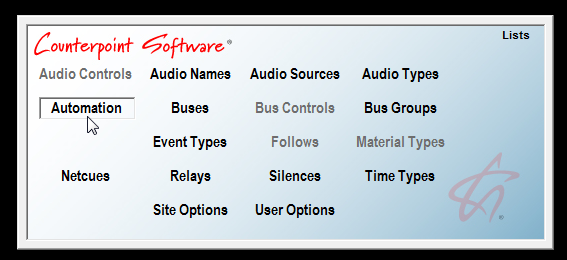 Lists
Counterpoint Software®
Audio Controls Audio Names Audio Sources Audio Types
Automation Buses Bus Controls Bus Groups
Event Types Follows Material Types
Netcues Relays Silences Time Types
Site Options User Options
®